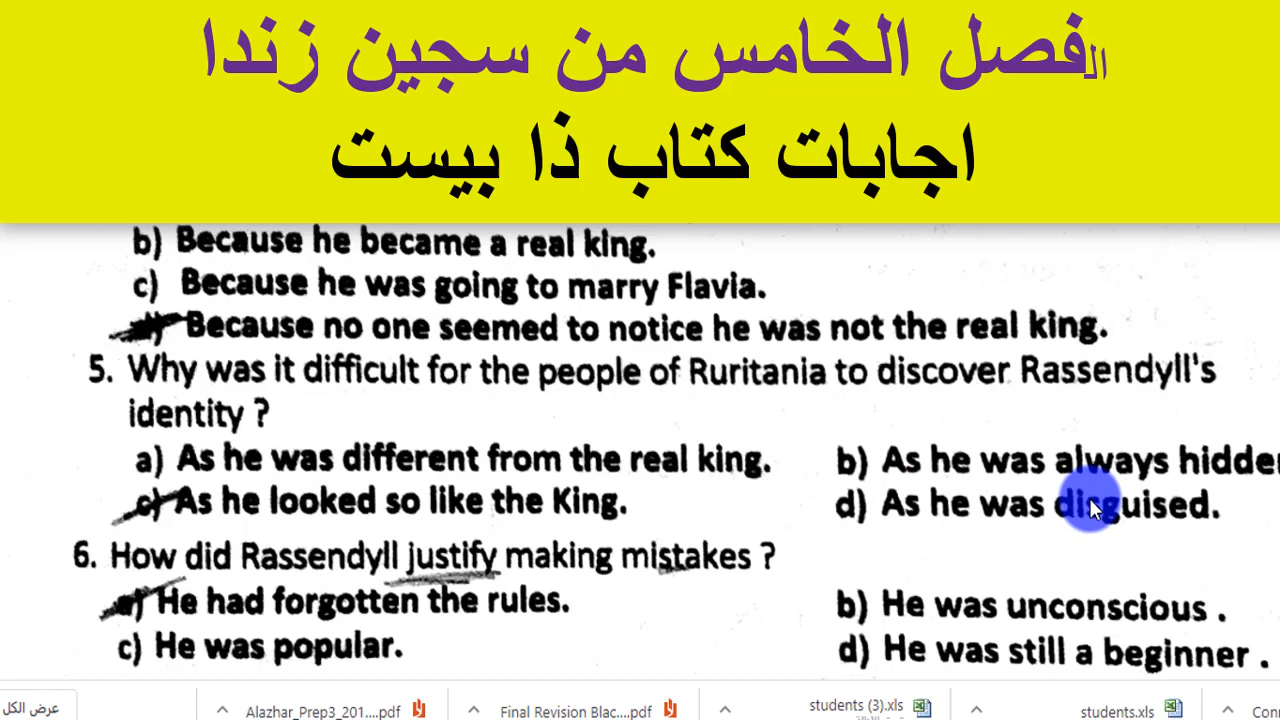 الفصل الخامس من سجين زندا
اجابات كتاب ذا بيست
b) Because he became a real king.
c) Because he was going to marry Flavia.
Because no one seemed to notice he was not the real king.
5. Why was it difficult for the people of Ruritania to discover Rassendyll's
identity ?
a) As he was different from the real king. b) As he was always hidde
c) As he looked so like the King. d) As he was disguised.
6. How did Rassendyll justify making mistakes ?
a) He had forgotten the rules. b) He was unconscious .
c) He was popular. d) He was still a beginner .
عرض الكل Alazhar_Prep3_201....pdf Final Revision Blac....pdf students (3).xls students.xls